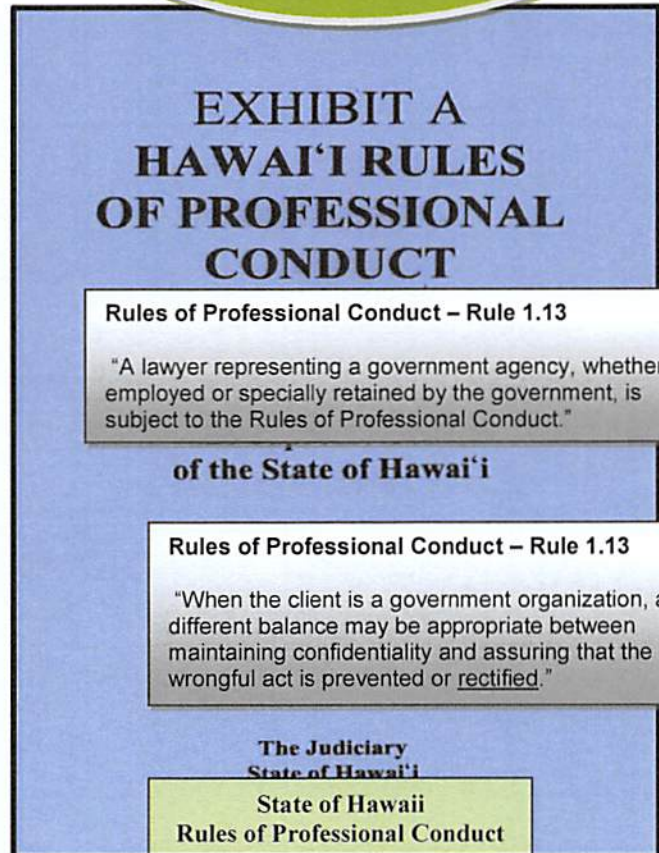 EXHIBIT A
HAWAI‘I RULES
OF PROFESSIONAL
CONDUCT
Rules of Professional Conduct – Rule 1.13
“A lawyer representing a government agency, whether
employed or specially retained by the government, is
subject to the Rules of Professional Conduct.”
of the State of Hawai‘i
Rules of Professional Conduct – Rule 1.13
“When the client is a government organization, a
different balance may be appropriate between
maintaining confidentiality and assuring that the
wrongful act is prevented or rectified.”
The Judiciary
State of Hawai‘i
State of Hawaii
Rules of Professional Conduct